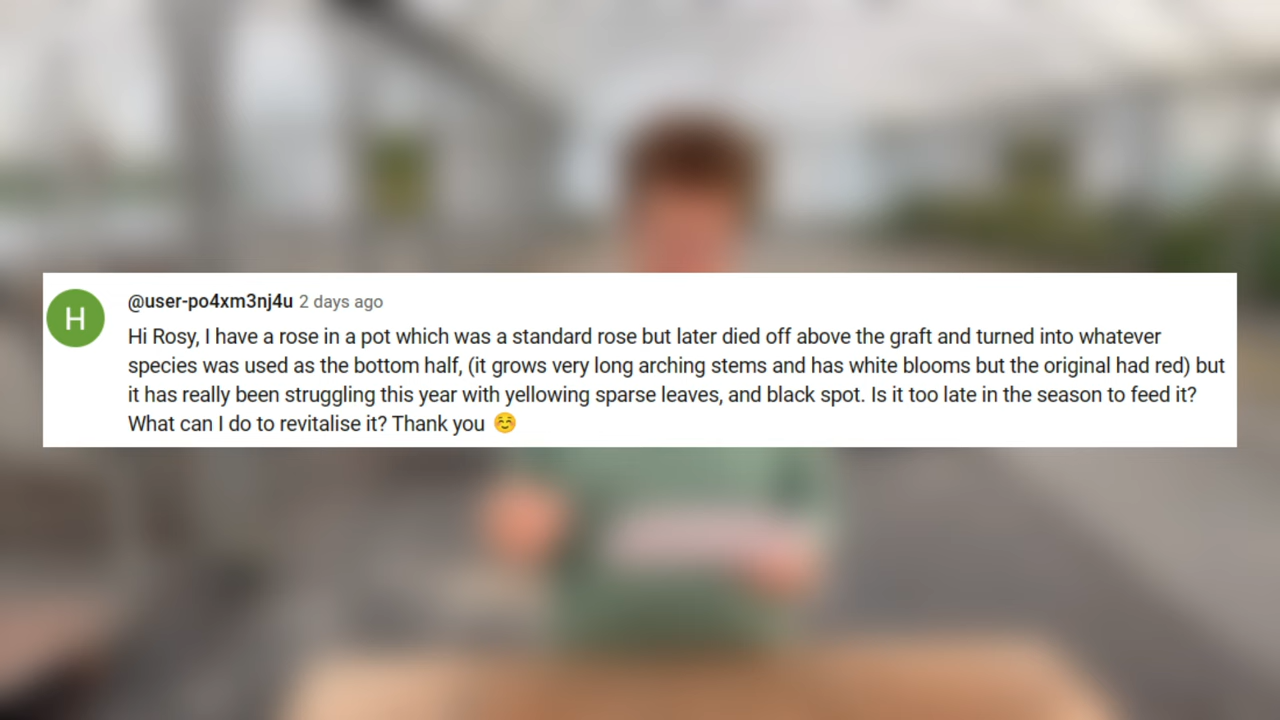 H
@user-po4xm3nj4u 2 days ago
Hi Rosy, I have a rose in a pot which was a standard rose but later died off above the graft and turned into whatever
species was used as the bottom half, (it grows very long arching stems and has white blooms but the original had red) but
it has really been struggling this year with yellowing sparse leaves, and black spot. Is it too late in the season to feed it?
What can I do to revitalise it? Thank you ☺️